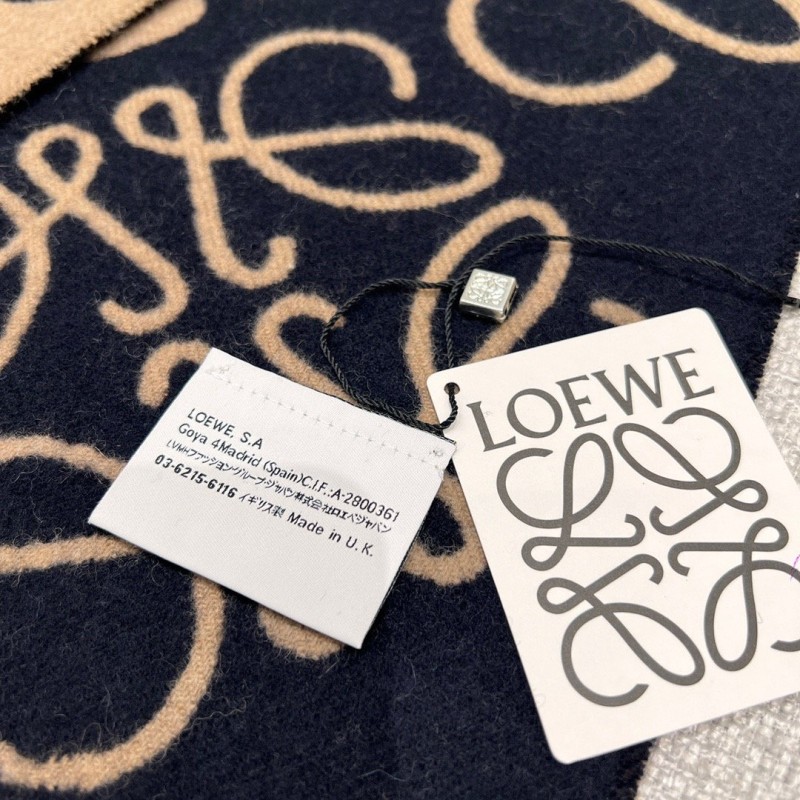 LOEWE, S.A
Goya 4Madrid (Spain)C.I.F.:A-2800361
LVMHファッション・グループ・ジャパン株式会社ロエベジャパン
03-6215-6116 イギリス製 Made in U.K.
LOEWE